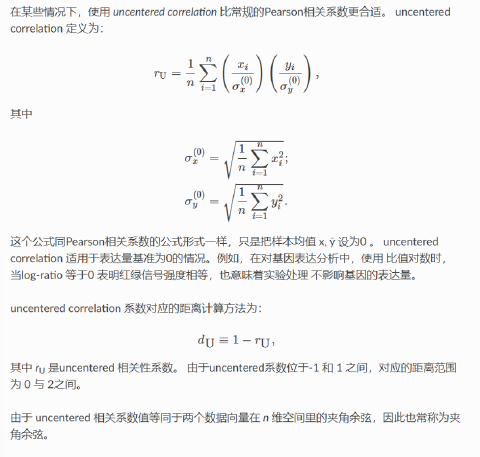 在某些情况下，使用 uncentered correlation 比常规的Pearson相关系数更合适。 uncentered
correlation 定义为：
r_U = \frac{1}{n} \sum_{i=1}^{n} \left( \frac{x_i}{\sigma_x^{(0)}} \right) \left( \frac{y_i}{\sigma_y^{(0)}} \right),
其中
\sigma_x^{(0)} = \sqrt{\frac{1}{n} \sum_{i=1}^{n} x_i^2};
\sigma_y^{(0)} = \sqrt{\frac{1}{n} \sum_{i=1}^{n} y_i^2}.
这个公式同Pearson相关系数的公式形式一样，只是把样本均值 x, ȳ 设为0 。 uncentered
correlation 适用于表达量基准为0的情况。例如，在对基因表达分析中，使用 比值对数时，
当log-ratio 等于0 表明红绿信号强度相等，也意味着实验处理 不影响基因的表达量。
uncentered correlation 系数对应的距离计算方法为：
d_U ≡ 1 − r_U,
其中 r_U 是uncentered 相关性系数。 由于uncentered系数位于-1 和 1 之间，对应的距离范围
为 0 与 2之间。
由于 uncentered 相关系数值等同于两个数据向量在 n 维空间里的夹角余弦，因此也常称为夹
角余弦。